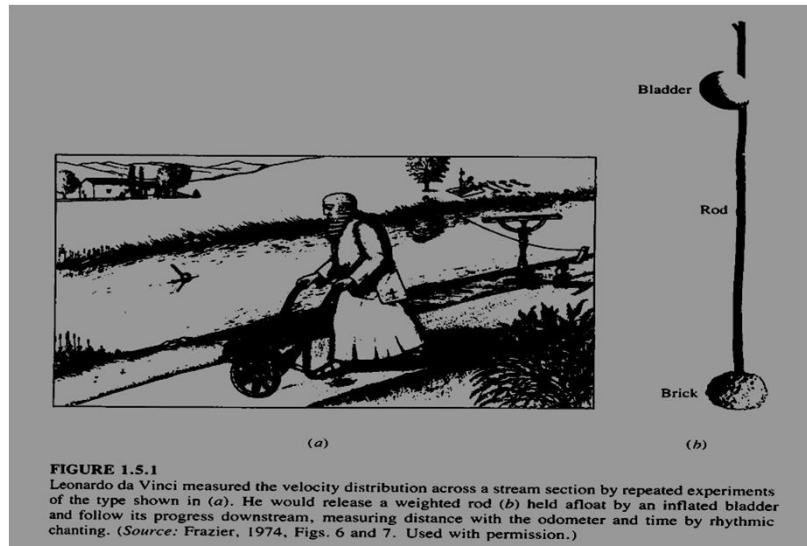 Bladder
Rod
Brick
(a)
(b)
FIGURE 1.5.1
Leonardo da Vinci measured the velocity distribution across a stream section by repeated experiments
of the type shown in (a). He would release a weighted rod (b) held afloat by an inflated bladder
and follow its progress downstream, measuring distance with the odometer and time by rhythmic
chanting. (Source: Frazier, 1974, Figs. 6 and 7. Used with permission.)